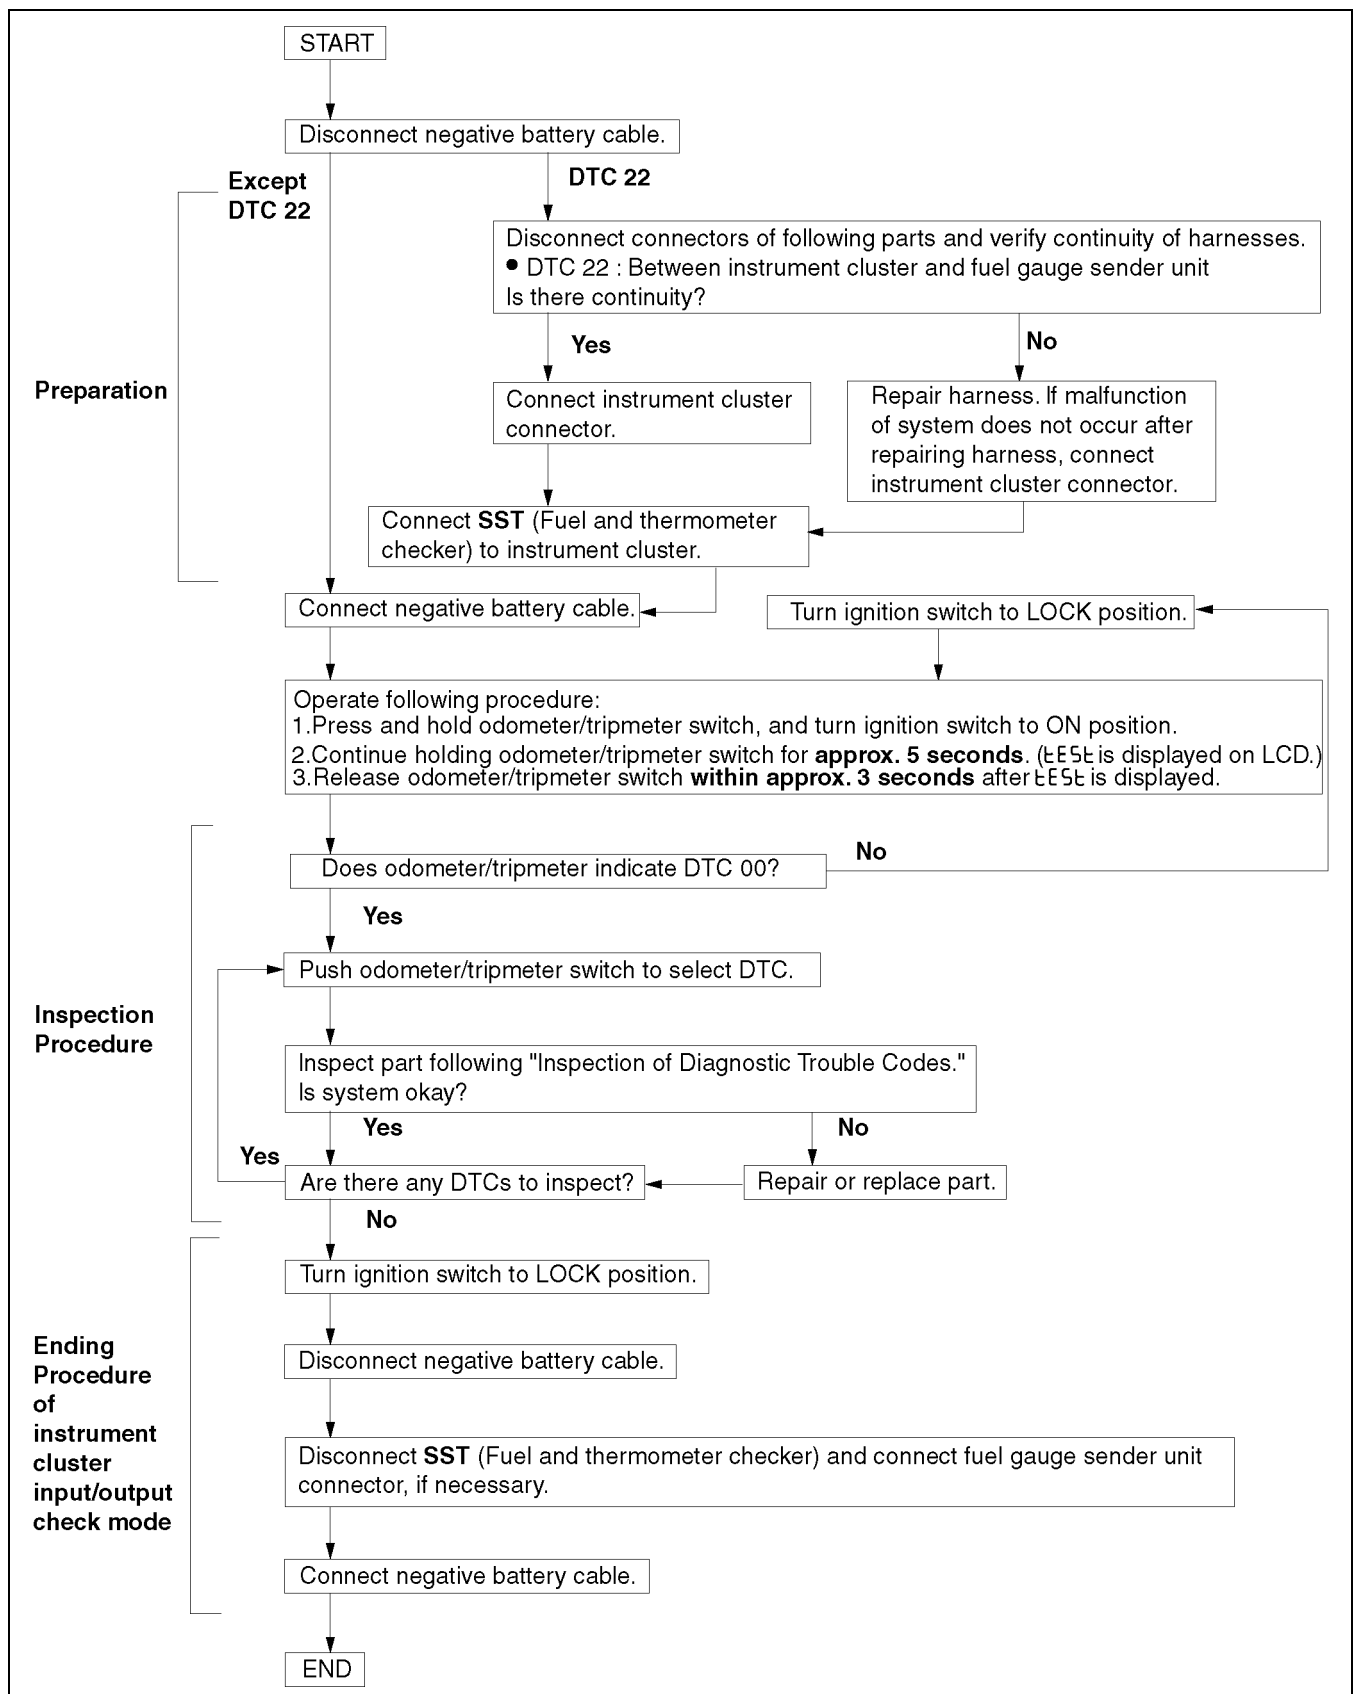 START
Disconnect negative battery cable.
Except
DTC 22
DTC 22
Disconnect connectors of following parts and verify continuity of harnesses.
● DTC 22 : Between instrument cluster and fuel gauge sender unit
Is there continuity?
Yes
No
Preparation
Connect instrument cluster
connector.
Repair harness. If malfunction
of system does not occur after
repairing harness, connect
instrument cluster connector.
Connect SST (Fuel and thermometer
checker) to instrument cluster.
Connect negative battery cable.
Turn ignition switch to LOCK position.
Operate following procedure:
1.Press and hold odometer/tripmeter switch, and turn ignition switch to ON position.
2.Continue holding odometer/tripmeter switch for approx. 5 seconds. (tESt is displayed on LCD.)
3.Release odometer/tripmeter switch within approx. 3 seconds after tESt is displayed.
Does odometer/tripmeter indicate DTC 00?
No
Yes
Push odometer/tripmeter switch to select DTC.
Inspection
Procedure
Inspect part following "Inspection of Diagnostic Trouble Codes."
Is system okay?
Yes
No
Yes
Are there any DTCs to inspect?
Repair or replace part.
No
Turn ignition switch to LOCK position.
Ending
Procedure
of
instrument
cluster
input/output
check mode
Disconnect negative battery cable.
Disconnect SST (Fuel and thermometer checker) and connect fuel gauge sender unit
connector, if necessary.
Connect negative battery cable.
END